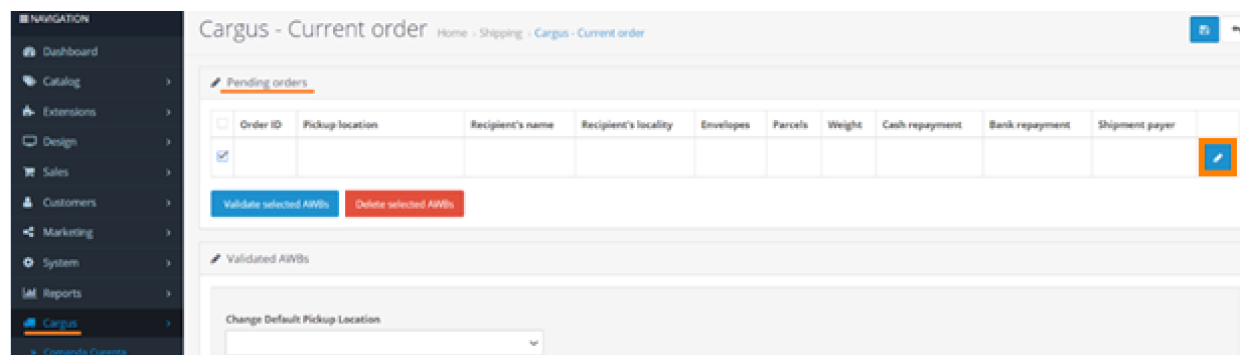 NAVIGATION
Dashboard
Catalog
Extensions
Design
Sales
Customers
Marketing
System
Reports
Cargus
Comanda Curenta
Cargus - Current order Home › Shipping › Cargus - Current order
Pending orders
Order ID Pickup location Recipient's name Recipient's locality Envelopes Parcels Weight Cash repayment Bank repayment Shipment payer
Validate selected AWBs Delete selected AWBs
Validated AWBs
Change Default Pickup Location